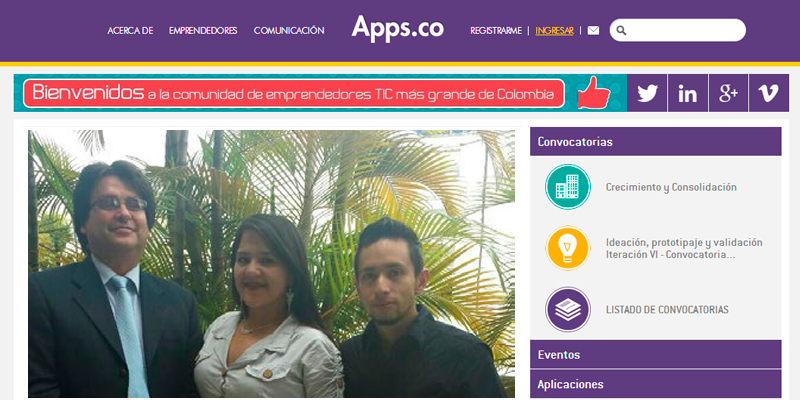 ACERCA DE EMPRENDEDORES COMUNICACIÓN Apps.co REGISTRARME | INGRESAR |
Bienvenidos a la comunidad de emprendedores TIC más grande de Colombia
in g+
Convocatorias
Crecimiento y Consolidación
Ideación, prototipaje y validación
Iteración VI - Convocatoria...
LISTADO DE CONVOCATORIAS
Eventos
Aplicaciones